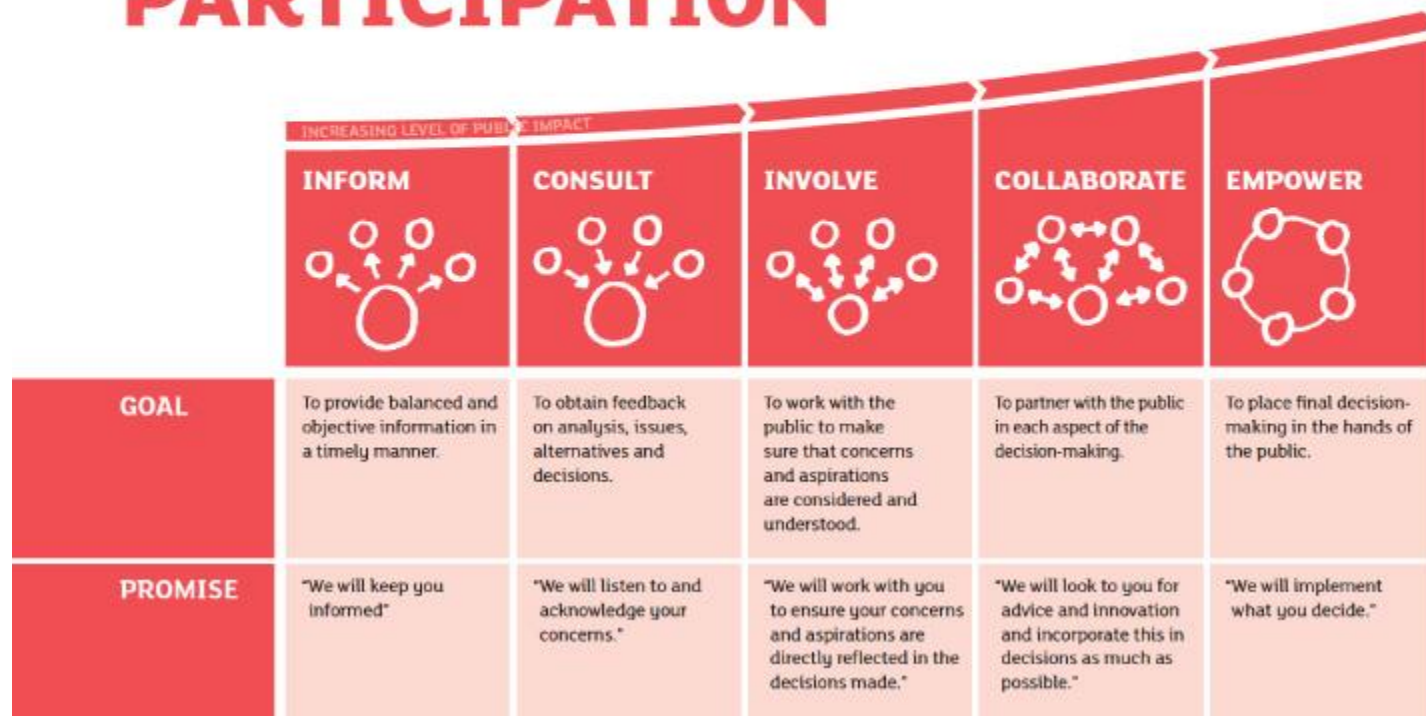 PARTICIPATION
INCREASING LEVEL OF PUBLIC IMPACT
INFORM
CONSULT
INVOLVE
COLLABORATE
EMPOWER
GOAL
To provide balanced and
objective information in
a timely manner.
To obtain feedback
on analysis, issues,
alternatives and
decisions.
To work with the
public to make
sure that concerns
and aspirations
are considered and
understood.
To partner with the public
in each aspect of the
decision-making.
To place final decision-
making in the hands of
the public.
PROMISE
"We will keep you
informed"
"We will listen to and
acknowledge your
concerns."
"We will work with you
to ensure your concerns
and aspirations are
directly reflected in the
decisions made."
"We will look to you for
advice and innovation
and incorporate this in
decisions as much as
possible."
"We will implement
what you decide."